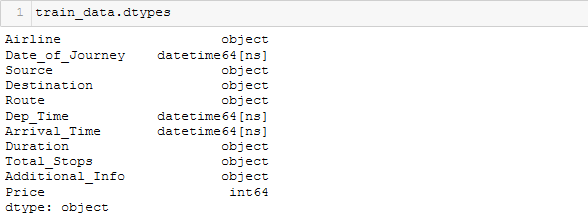 1 train_data.dtypes
Airline object
Date_of_Journey datetime64[ns]
Source object
Destination object
Route object
Dep_Time datetime64[ns]
Arrival_Time datetime64[ns]
Duration object
Total_Stops object
Additional_Info object
Price int64
dtype: object